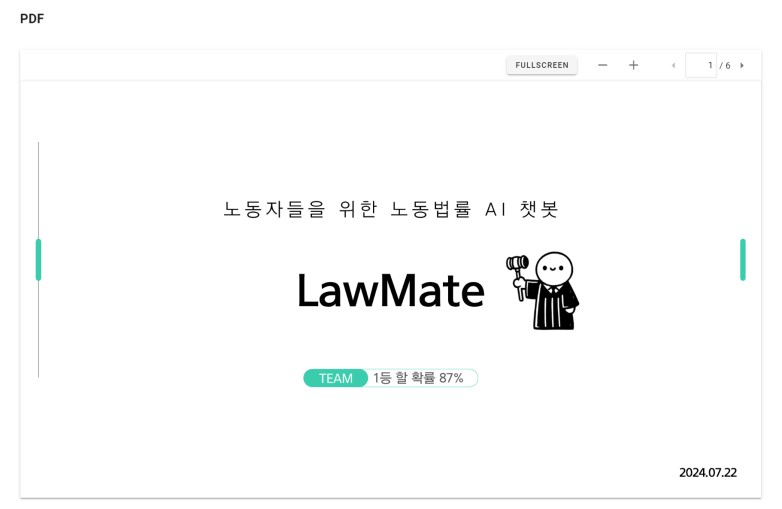 PDF
FULLSCREEN
1 / 6
노동자들을 위한 노동법률 AI 챗봇
LawMate
TEAM 1등 할 확률 87%
2024.07.22